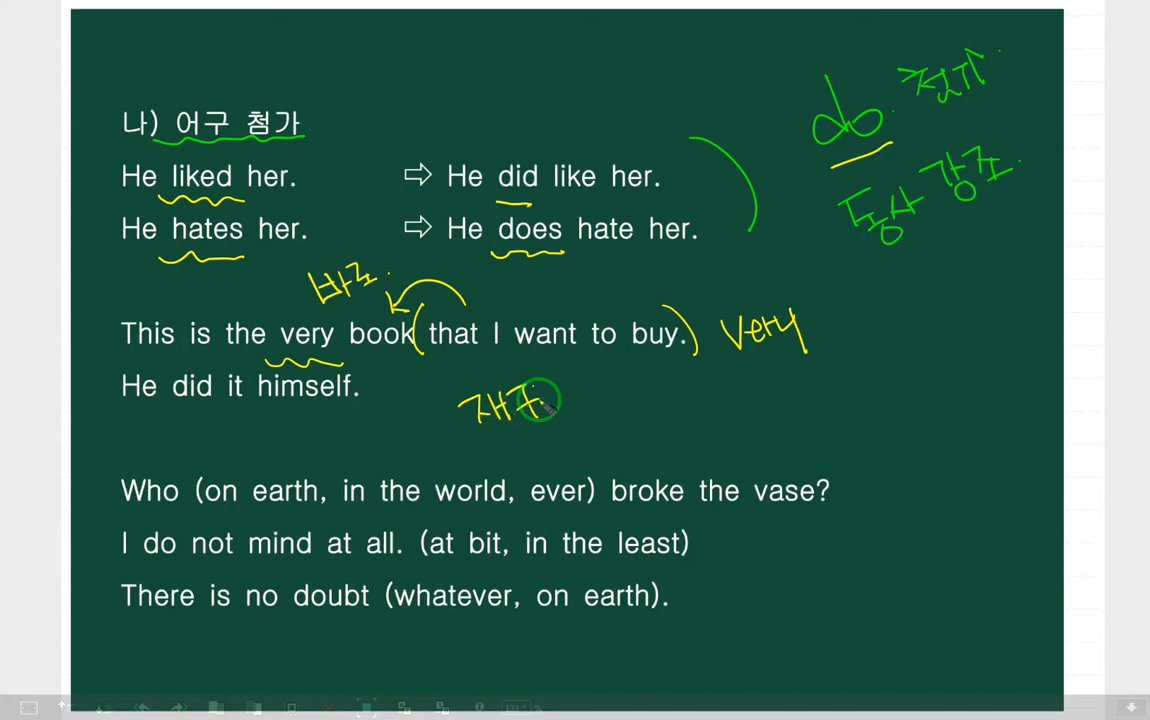 나) 어구 첨가
do 첨가
He liked her. ⇨ He did like her.
동사 강조
He hates her. ⇨ He does hate her.
바로
This is the very book(that I want to buy.) very
He did it himself.
Who (on earth, in the world, ever) broke the vase?
I do not mind at all. (at bit, in the least)
There is no doubt (whatever, on earth).
133 %